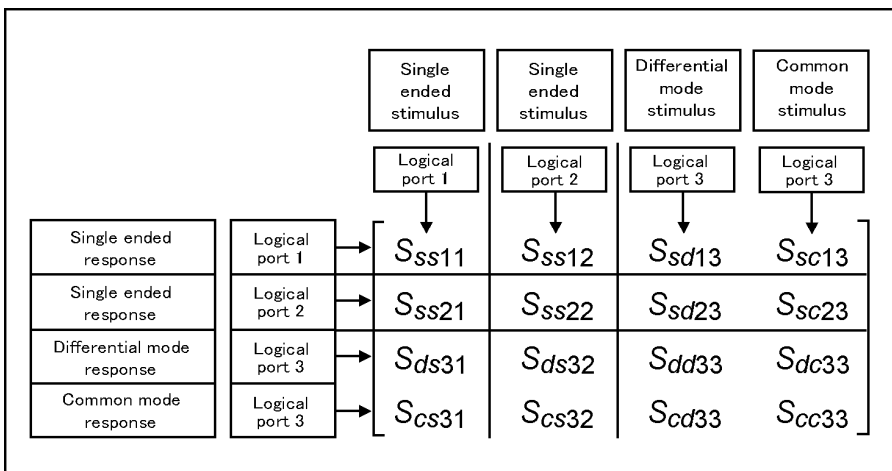 Single ended stimulus
Single ended stimulus
Differential mode stimulus
Common mode stimulus
Logical port 1
Logical port 2
Logical port 3
Logical port 3
Single ended response
Logical port 1
Sss11 Sss12 Ssd13 Ssc13
Single ended response
Logical port 2
Sss21 Sss22 Ssd23 Ssc23
Differential mode response
Logical port 3
Sds31 Sds32 Sdd33 Sdc33
Common mode response
Logical port 3
Scs31 Scs32 Scd33 Scc33